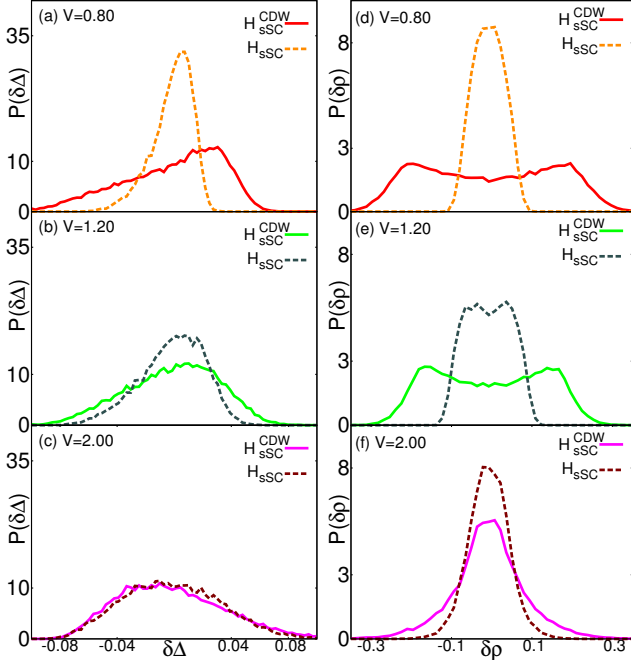 (a) V=0.80
H_sSC^CDW
H_sSC
35
10
0
P(δΔ)
(d) V=0.80
H_sSC^CDW
H_sSC
8
3
0
P(δρ)
(b) V=1.20
H_sSC^CDW
H_sSC
35
10
0
P(δΔ)
(e) V=1.20
H_sSC^CDW
H_sSC
8
3
0
P(δρ)
(c) V=2.00
H_sSC^CDW
H_sSC
35
10
0
P(δΔ)
-0.08 -0.04 δΔ 0.04 0.08
(f) V=2.00
H_sSC^CDW
H_sSC
8
3
0
P(δρ)
-0.3 -0.1 δρ 0.1 0.3